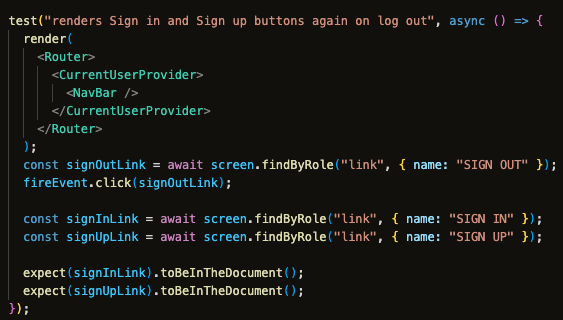 test("renders Sign in and Sign up buttons again on log out", async () => {
render(
<Router>
<CurrentUserProvider>
<NavBar />
</CurrentUserProvider>
</Router>
);
const signOutLink = await screen.findByRole("link", { name: "SIGN OUT" });
fireEvent.click(signOutLink);
const signInLink = await screen.findByRole("link", { name: "SIGN IN" });
const signUpLink = await screen.findByRole("link", { name: "SIGN UP" });
expect(signInLink).toBeInTheDocument();
expect(signUpLink).toBeInTheDocument();
});